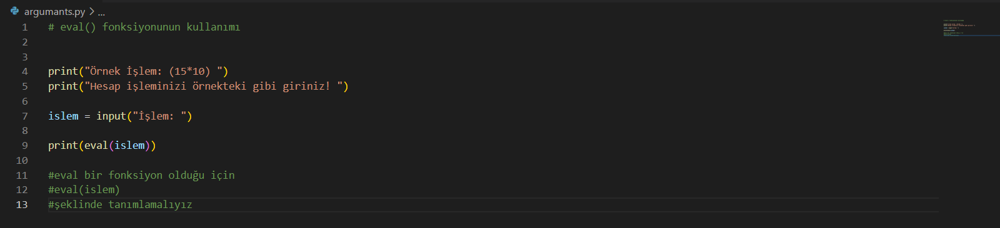 argumants.py > ...
1 # eval() fonksiyonunun kullanımı
2
3
4 print("Örnek İşlem: (15*10) ")
5 print("Hesap işleminizi örnekteki gibi giriniz! ")
6
7 islem = input("İşlem: ")
8
9 print(eval(islem))
10
11 #eval bir fonksiyon olduğu için
12 #eval(islem)
13 #şeklinde tanımlamalıyız